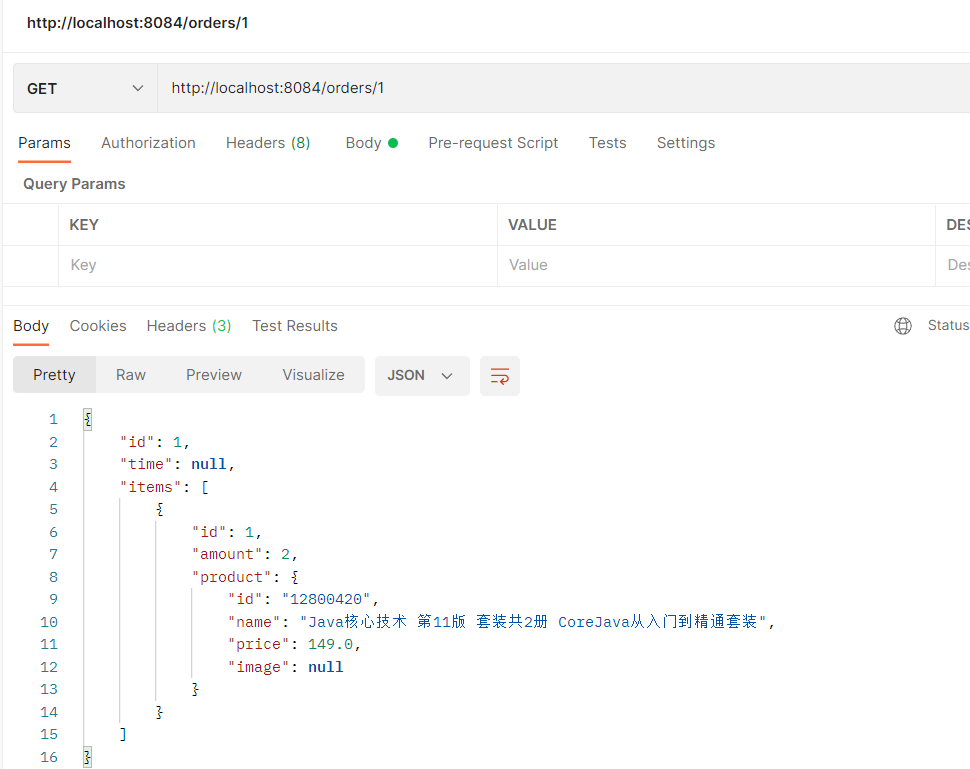 http://localhost:8084/orders/1
GET http://localhost:8084/orders/1
Params Authorization Headers (8) Body Pre-request Script Tests Settings
Query Params
KEY VALUE DES
Key Value Des
Body Cookies Headers (3) Test Results Status
Pretty Raw Preview Visualize JSON
1 {
2 "id": 1,
3 "time": null,
4 "items": [
5 {
6 "id": 1,
7 "amount": 2,
8 "product": {
9 "id": "12800420",
10 "name": "Java核心技术 第11版 套装共2册 CoreJava从入门到精通套装",
11 "price": 149.0,
12 "image": null
13 }
14 }
15 ]
16 }